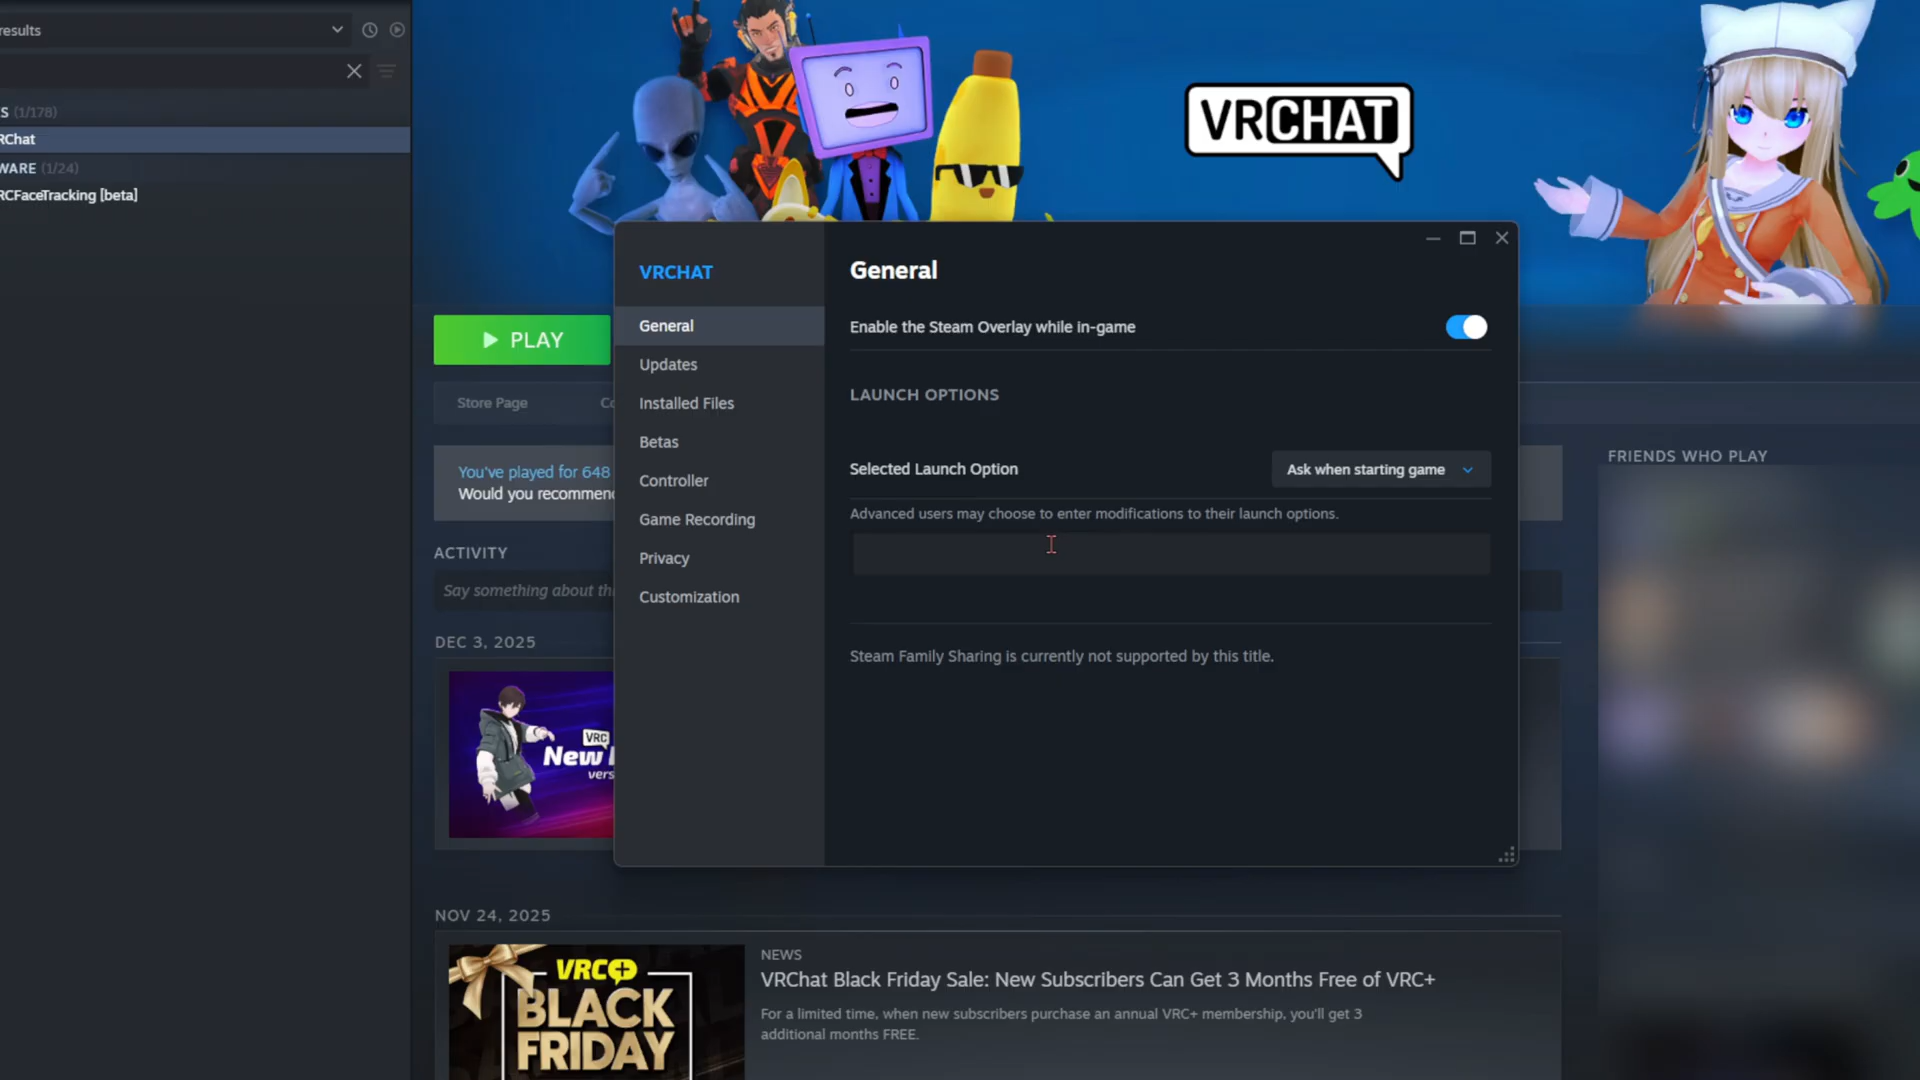 results
S (1/178)
RChat
WARE (1/24)
RCFaceTracking [beta]
VRCHAT
PLAY
Store Page
Co
You've played for 648
Would you recommend
ACTIVITY
Say something about th
DEC 3, 2025
VRC
New
vers
VRCHAT
General
Updates
Installed Files
Betas
Controller
Game Recording
Privacy
Customization
General
Enable the Steam Overlay while in-game
LAUNCH OPTIONS
Selected Launch Option
Ask when starting game
Advanced users may choose to enter modifications to their launch options.
Steam Family Sharing is currently not supported by this title.
FRIENDS WHO PLAY
NOV 24, 2025
VRC+
BLACK
FRIDAY
NEWS
VRChat Black Friday Sale: New Subscribers Can Get 3 Months Free of VRC+
For a limited time, when new subscribers purchase an annual VRC+ membership, you'll get 3
additional months FREE.